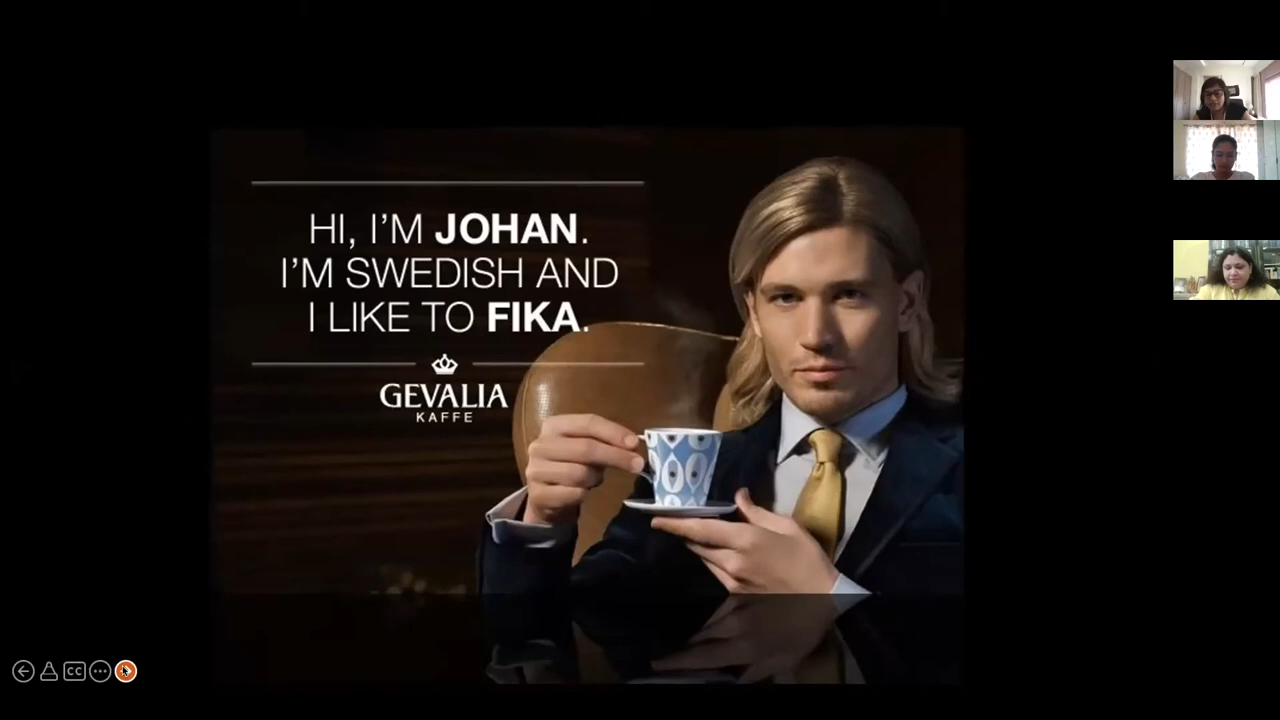 HI, I'M JOHAN.
I'M SWEDISH AND
I LIKE TO FIKA.
GEVALIA
KAFFE
CC